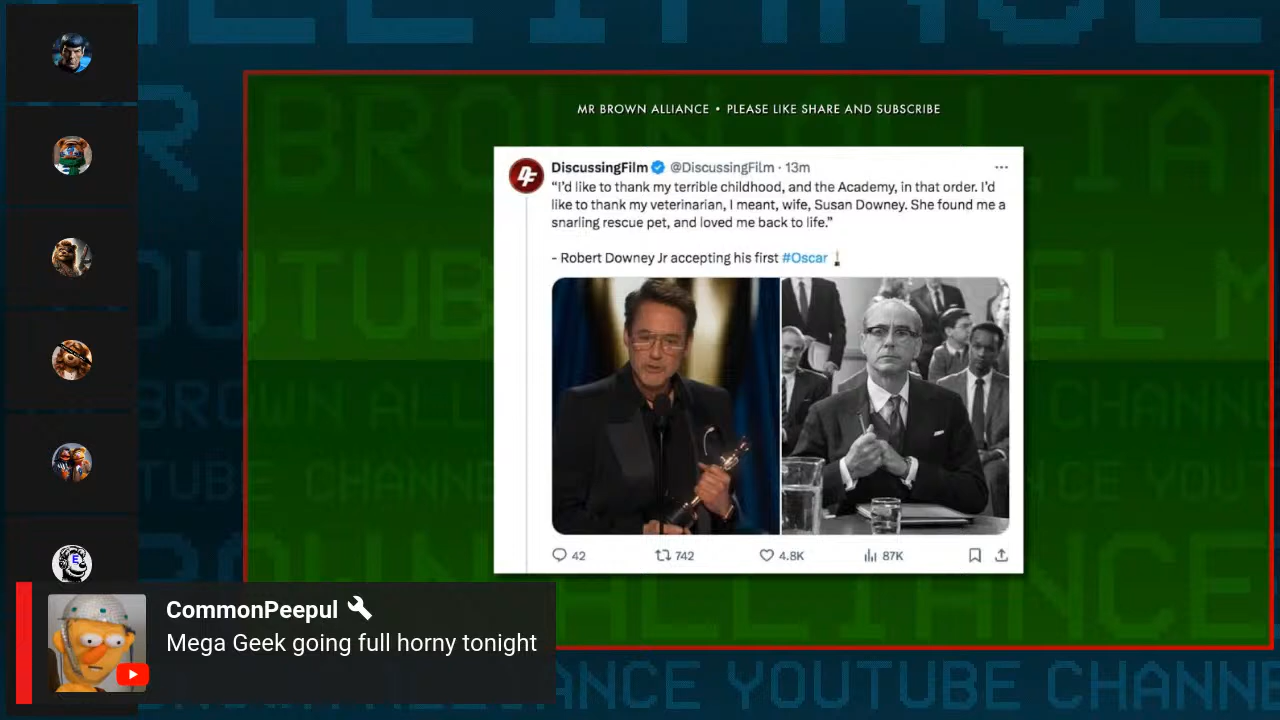 MR BROWN ALLIANCE • PLEASE LIKE SHARE AND SUBSCRIBE
DiscussingFilm @DiscussingFilm · 13m
“I’d like to thank my terrible childhood, and the Academy, in that order. I’d
like to thank my veterinarian, I meant, wife, Susan Downey. She found me a
snarling rescue pet, and loved me back to life.”
- Robert Downey Jr accepting his first #Oscar
42 742 4.8K 87K
CommonPeepul
Mega Geek going full horny tonight
ANCE YOUTUBE CHANNE